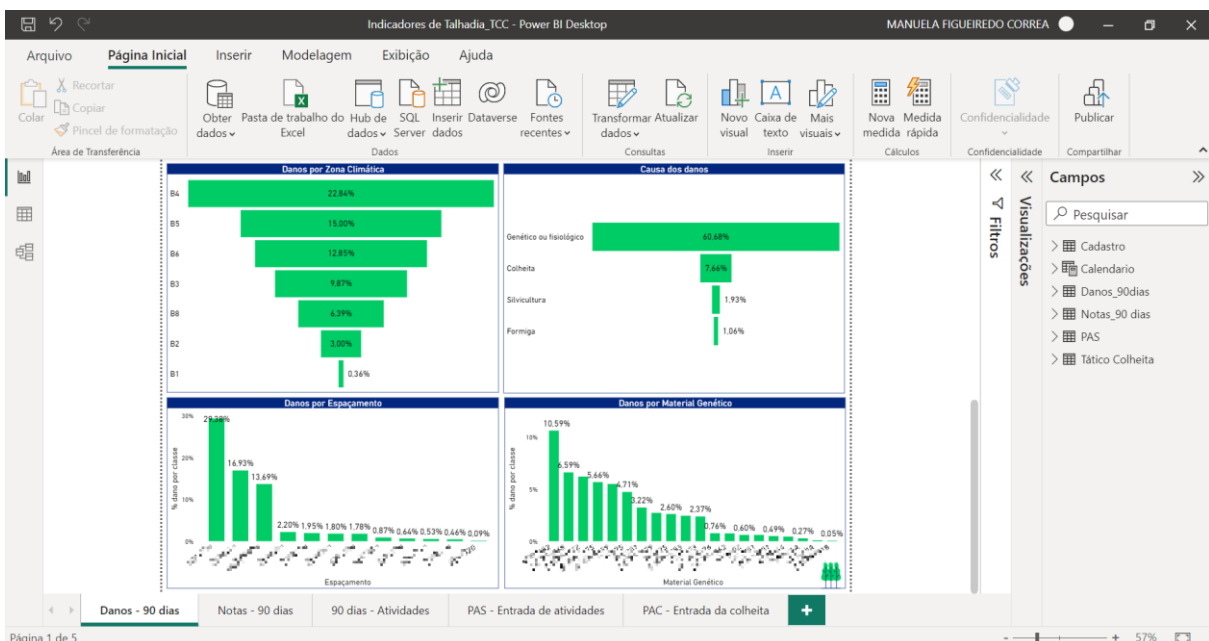 Indicadores de Talhadia_TCC - Power BI Desktop
MANUELA FIGUEIREDO CORREA
Arquivo Página Inicial Inserir Modelagem Exibição Ajuda
Colar
Recortar
Copiar
Pincel de formatação
Área de Transferência
Obter dados
Pasta de trabalho do Excel
Hub de dados
SQL Server
Inserir dados
Dataverse
Fontes recentes
Dados
Transformar dados
Atualizar
Consultas
Novo visual
Caixa de texto
Mais visuais
Inserir
Nova medida
Medida rápida
Cálculos
Confidencialidade
Confidencialidade
Publicar
Compartilhar
Danos por Zona Climática
B4 22.84%
B5 15.00%
B6 12.85%
B3 9.87%
B8 6.39%
B2 3.00%
B1 0.36%
Causa dos danos
Genético ou fisiológico 60.68%
Colheita 7.66%
Silvicultura 1.93%
Formiga 1.06%
Danos por Espaçamento
% dano por classe
30%
20%
10%
0%
29.38% 16.93% 13.69% 2.20% 1.95% 1.80% 1.78% 0.87% 0.64% 0.53% 0.46% 0.09%
Espaçamento
Danos por Material Genético
% dano por classe
10%
5%
0%
10.59% 6.59% 5.66% 4.71% 3.22% 2.60% 2.37% 0.76% 0.60% 0.49% 0.27% 0.05%
Material Genético
Filtros
Visualizações
Campos
Pesquisar
Cadastro
Calendario
Danos_90dias
Notas_90 dias
PAS
Tático Colheita
Danos - 90 dias Notas - 90 dias 90 dias - Atividades PAS - Entrada de atividades PAC - Entrada da colheita +
Página 1 de 5
- + 57%